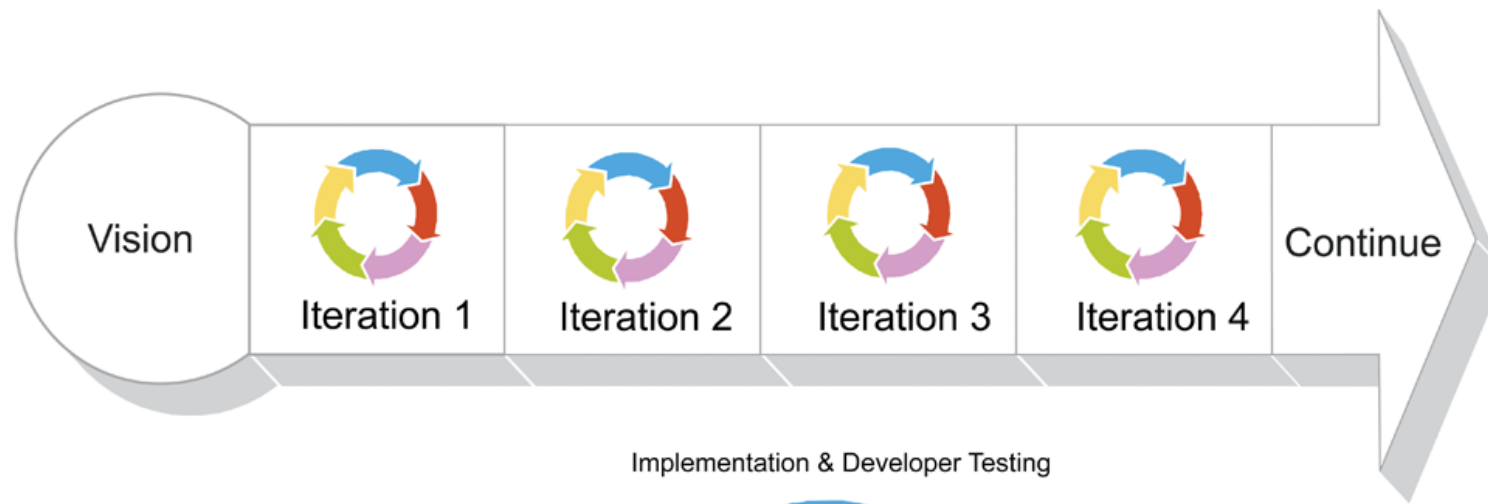 Vision
Iteration 1
Iteration 2
Iteration 3
Iteration 4
Continue
Implementation & Developer Testing